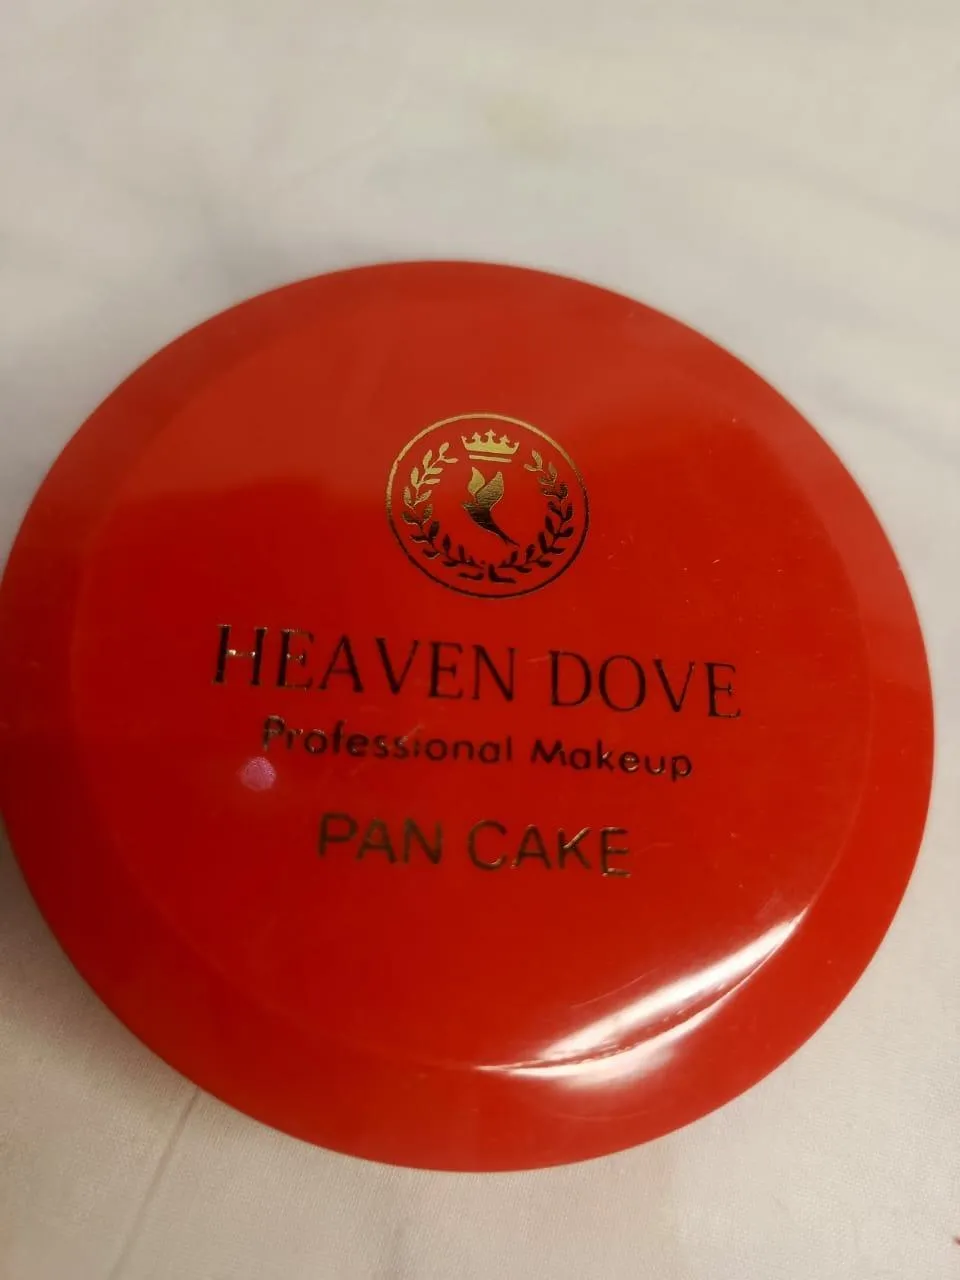 HEAVEN DOVE
Professional Makeup
PAN CAKE